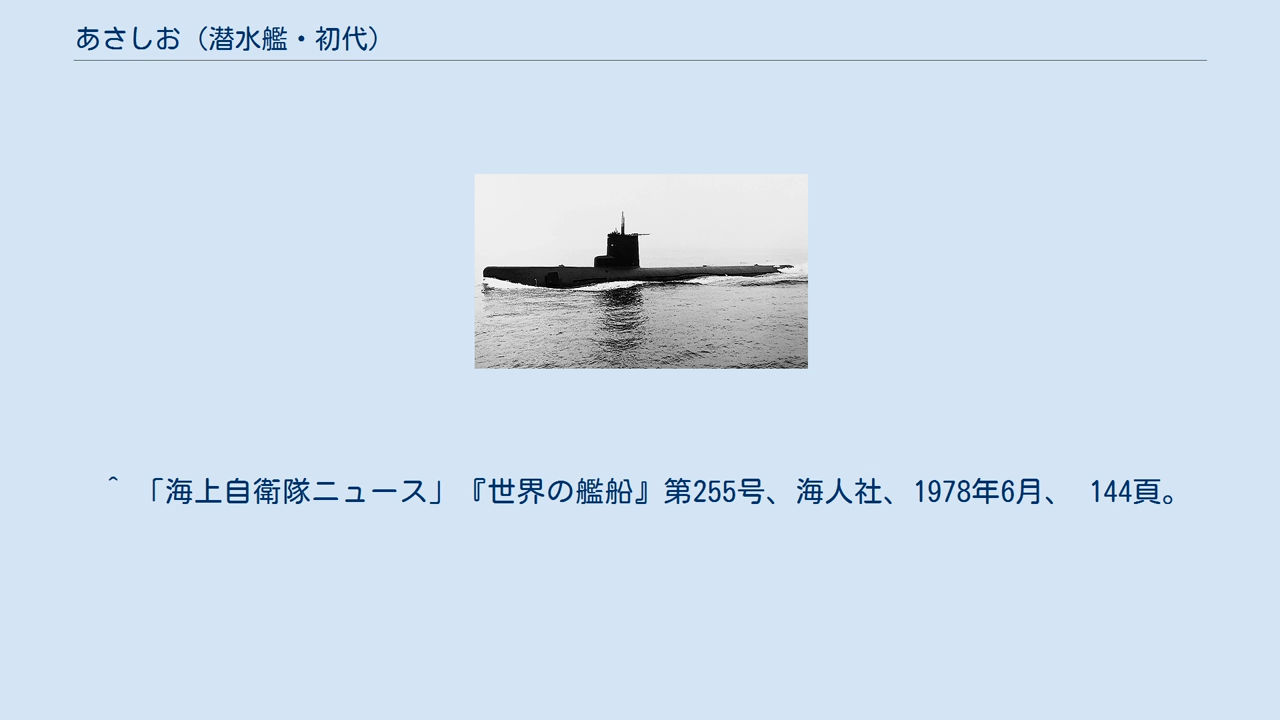 あさしお（潜水艦・初代）
^ 「海上自衛隊ニュース」『世界の艦船』第255号、海人社、1978年6月、 144頁。